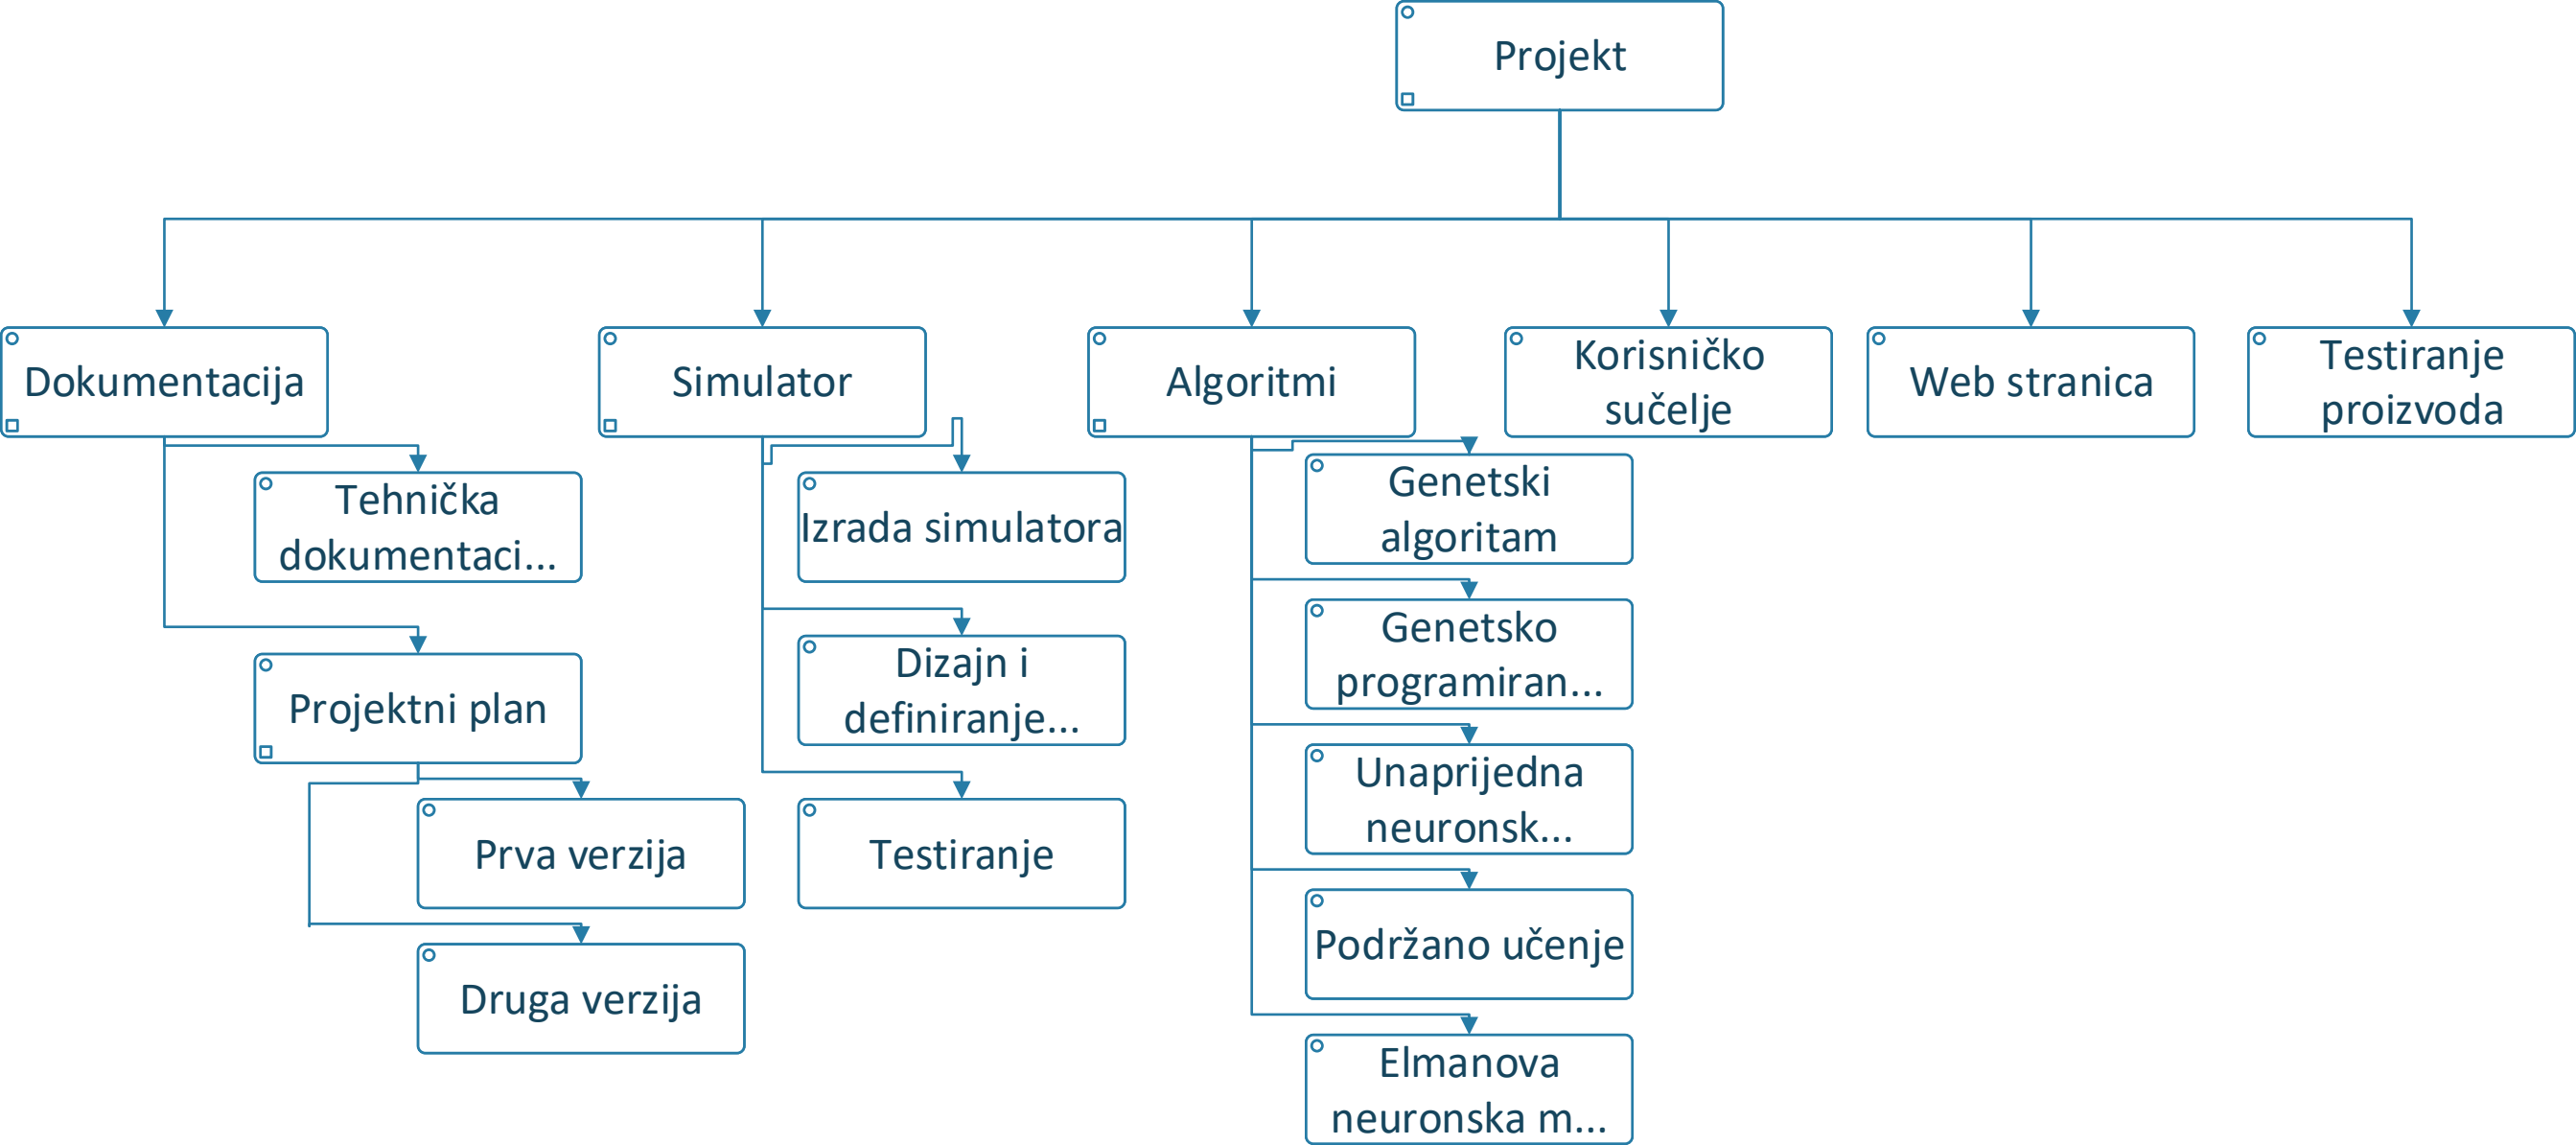 Projekt
Dokumentacija
Simulator
Algoritmi
Korisničko
sučelje
Web stranica
Testiranje
proizvoda
Tehnička
dokumentaci...
Projektni plan
Prva verzija
Druga verzija
Izrada simulatora
Dizajn i
definiranje...
Testiranje
Genetski
algoritam
Genetsko
programiran...
Unaprijedna
neuronsk...
Podržano učenje
Elmanova
neuronska m...